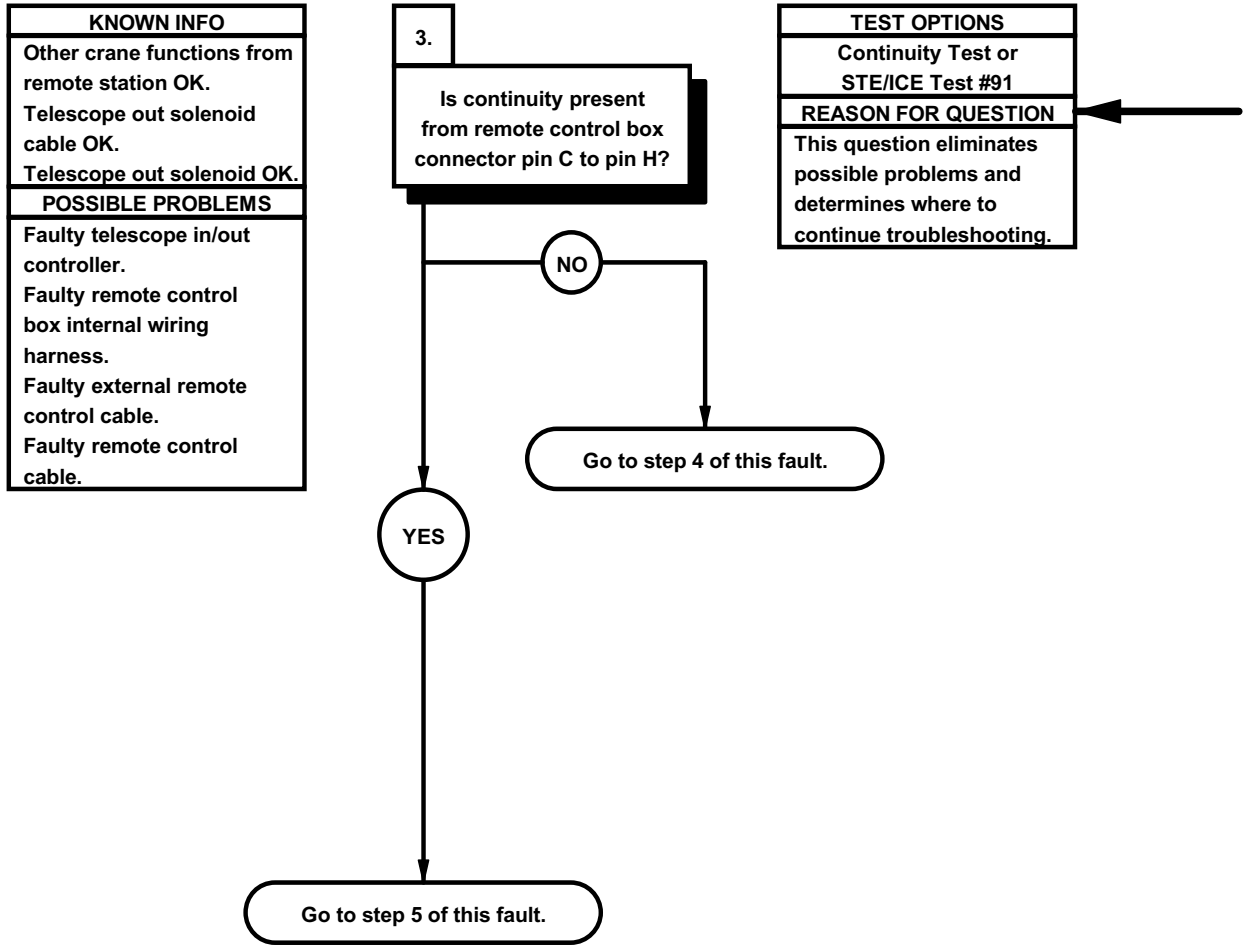 KNOWN INFO
Other crane functions from
remote station OK.
Telescope out solenoid
cable OK.
Telescope out solenoid OK.
POSSIBLE PROBLEMS
Faulty telescope in/out
controller.
Faulty remote control
box internal wiring
harness.
Faulty external remote
control cable.
Faulty remote control
cable.
3.
Is continuity present
from remote control box
connector pin C to pin H?
TEST OPTIONS
Continuity Test or
STE/ICE Test #91
REASON FOR QUESTION
This question eliminates
possible problems and
determines where to
continue troubleshooting.
NO
Go to step 4 of this fault.
YES
Go to step 5 of this fault.